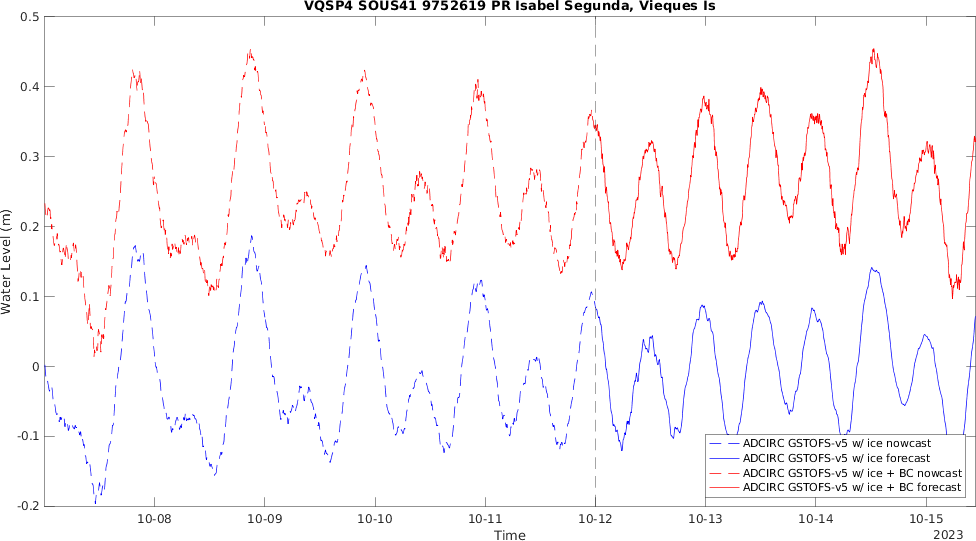 VQSP4 SOUS41 9752619 PR Isabel Segunda, Vieques Is
0.5
0.4
0.3
0.2
0.1
0
-0.1
-0.2
Water Level (m)
10-08 10-09 10-10 10-11 10-12 10-13 10-14 10-15
Time
2023
ADCIRC GSTOFS-v5 w/ ice nowcast
ADCIRC GSTOFS-v5 w/ ice forecast
ADCIRC GSTOFS-v5 w/ ice + BC nowcast
ADCIRC GSTOFS-v5 w/ ice + BC forecast